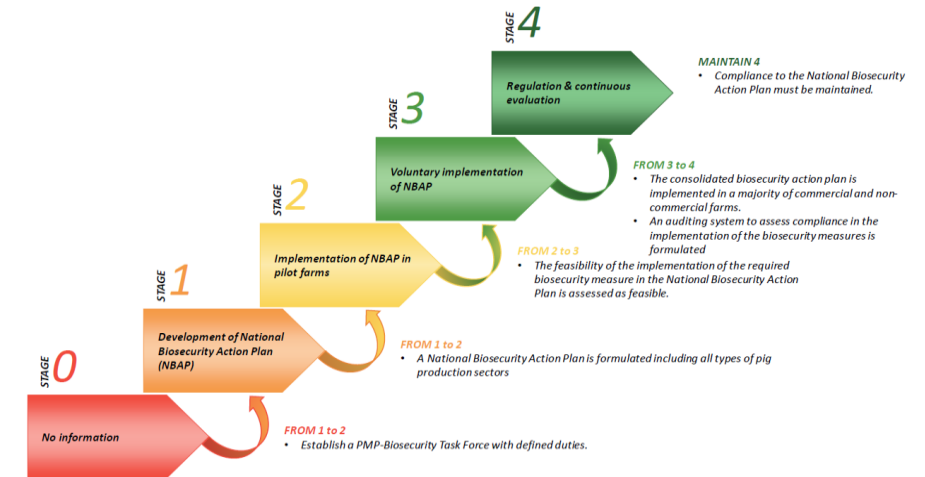 STAGE 4
Regulation & continuous
evaluation
MAINTAIN 4
• Compliance to the National Biosecurity
Action Plan must be maintained.
STAGE 3
Voluntary implementation
of NBAP
FROM 3 to 4
• The consolidated biosecurity action plan is
implemented in a majority of commercial and non-
commercial farms.
• An auditing system to assess compliance in the
implementation of the biosecurity measures is
formulated
STAGE 2
Implementation of NBAP in
pilot farms
FROM 2 to 3
• The feasibility of the implementation of the required
biosecurity measure in the National Biosecurity Action
Plan is assessed as feasible.
STAGE 1
Development of National
Biosecurity Action Plan
(NBAP)
FROM 1 to 2
• A National Biosecurity Action Plan is formulated including all types of pig
production sectors
STAGE 0
No information
FROM 1 to 2
• Establish a PMP-Biosecurity Task Force with defined duties.